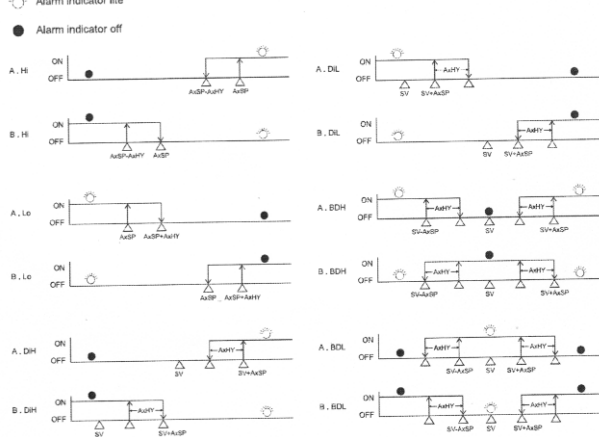 Alarm indicator lite
Alarm indicator off
A . Hi
ON
OFF
AxSP-AxHY
AxSP
B . Hi
ON
OFF
AxSP-AxHY
AxSP
A . Lo
ON
OFF
AxSP
AxSP+AxHY
B . Lo
ON
OFF
AxSP
AxSP+AxHY
A . DiH
ON
OFF
AxHY
SV
SV+AxSP
B . DiH
ON
OFF
AxHY
SV
SV+AxSP
A . DiL
ON
OFF
AxHY
SV
SV+AxSP
B . DiL
ON
OFF
AxHY
SV
SV+AxSP
A . BDH
ON
OFF
AxHY
AxHY
SV-AxSP
SV
SV+AxSP
B . BDH
ON
OFF
AxHY
AxHY
SV-AxSP
SV
SV+AxSP
A . BDL
ON
OFF
AxHY
AxHY
SV-AxSP
SV
SV+AxSP
B . BDL
ON
OFF
AxHY
AxHY
SV-AxSP
SV
SV+AxSP